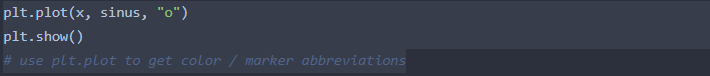 plt.plot(x, sinus, "o")
plt.show()
# use plt.plot to get color / marker abbreviations